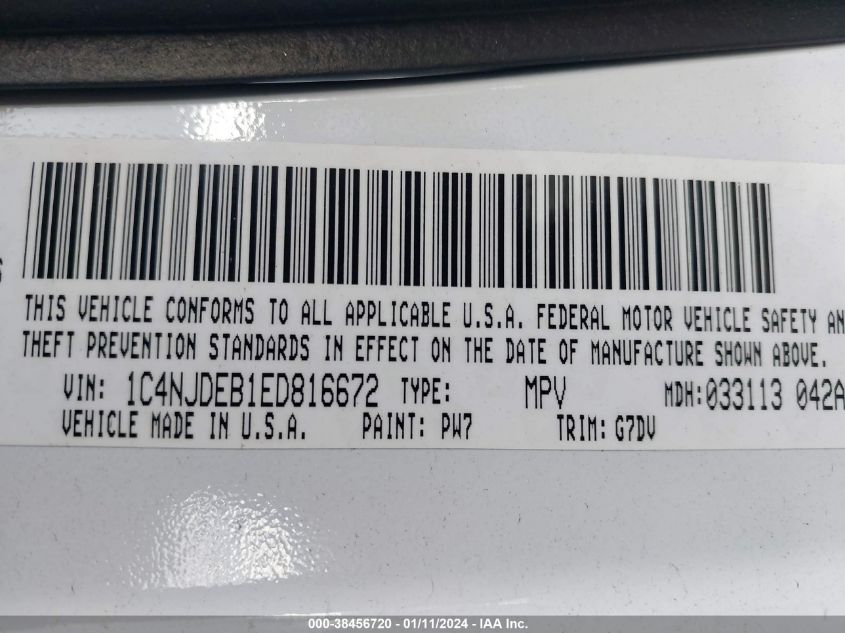 THIS VEHICLE CONFORMS TO ALL APPLICABLE U.S.A. FEDERAL MOTOR VEHICLE SAFETY AN
THEFT PREVENTION STANDARDS IN EFFECT ON THE DATE OF MANUFACTURE SHOWN ABOVE.
VIN: 1C4NJDEB1ED816672 TYPE: MPV MDH:033113 042A
VEHICLE MADE IN U.S.A. PAINT: PW7 TRIM: G7DV
000-38456720 - 01/11/2024 - IAA Inc.